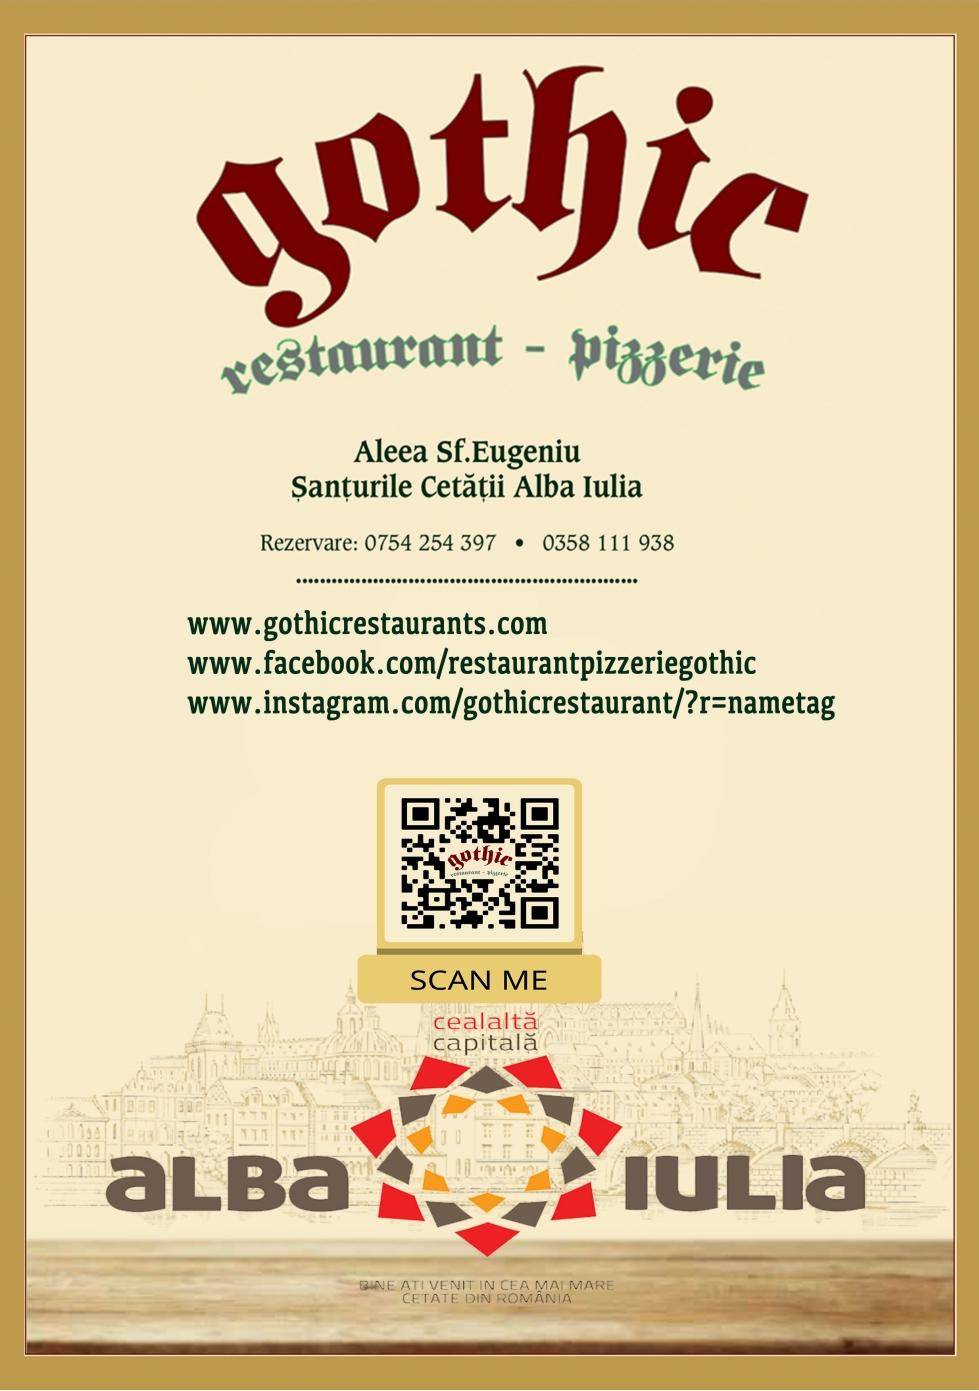 gothic
restaurant - pizzerie
Aleea Sf.Eugeniu
Șanțurile Cetății Alba Iulia
Rezervare: 0754 254 397 • 0358 111 938
www.gothicrestaurants.com
www.facebook.com/restaurantpizzeriegothic
www.instagram.com/gothicrestaurant/?r=nametag
gothic
restaurant - pizzerie
SCAN ME
cealaltă
capitală
ALBA IULIA
BINE ATI VENIT IN CEA MAI MARE
CETATE DIN ROMÂNIA